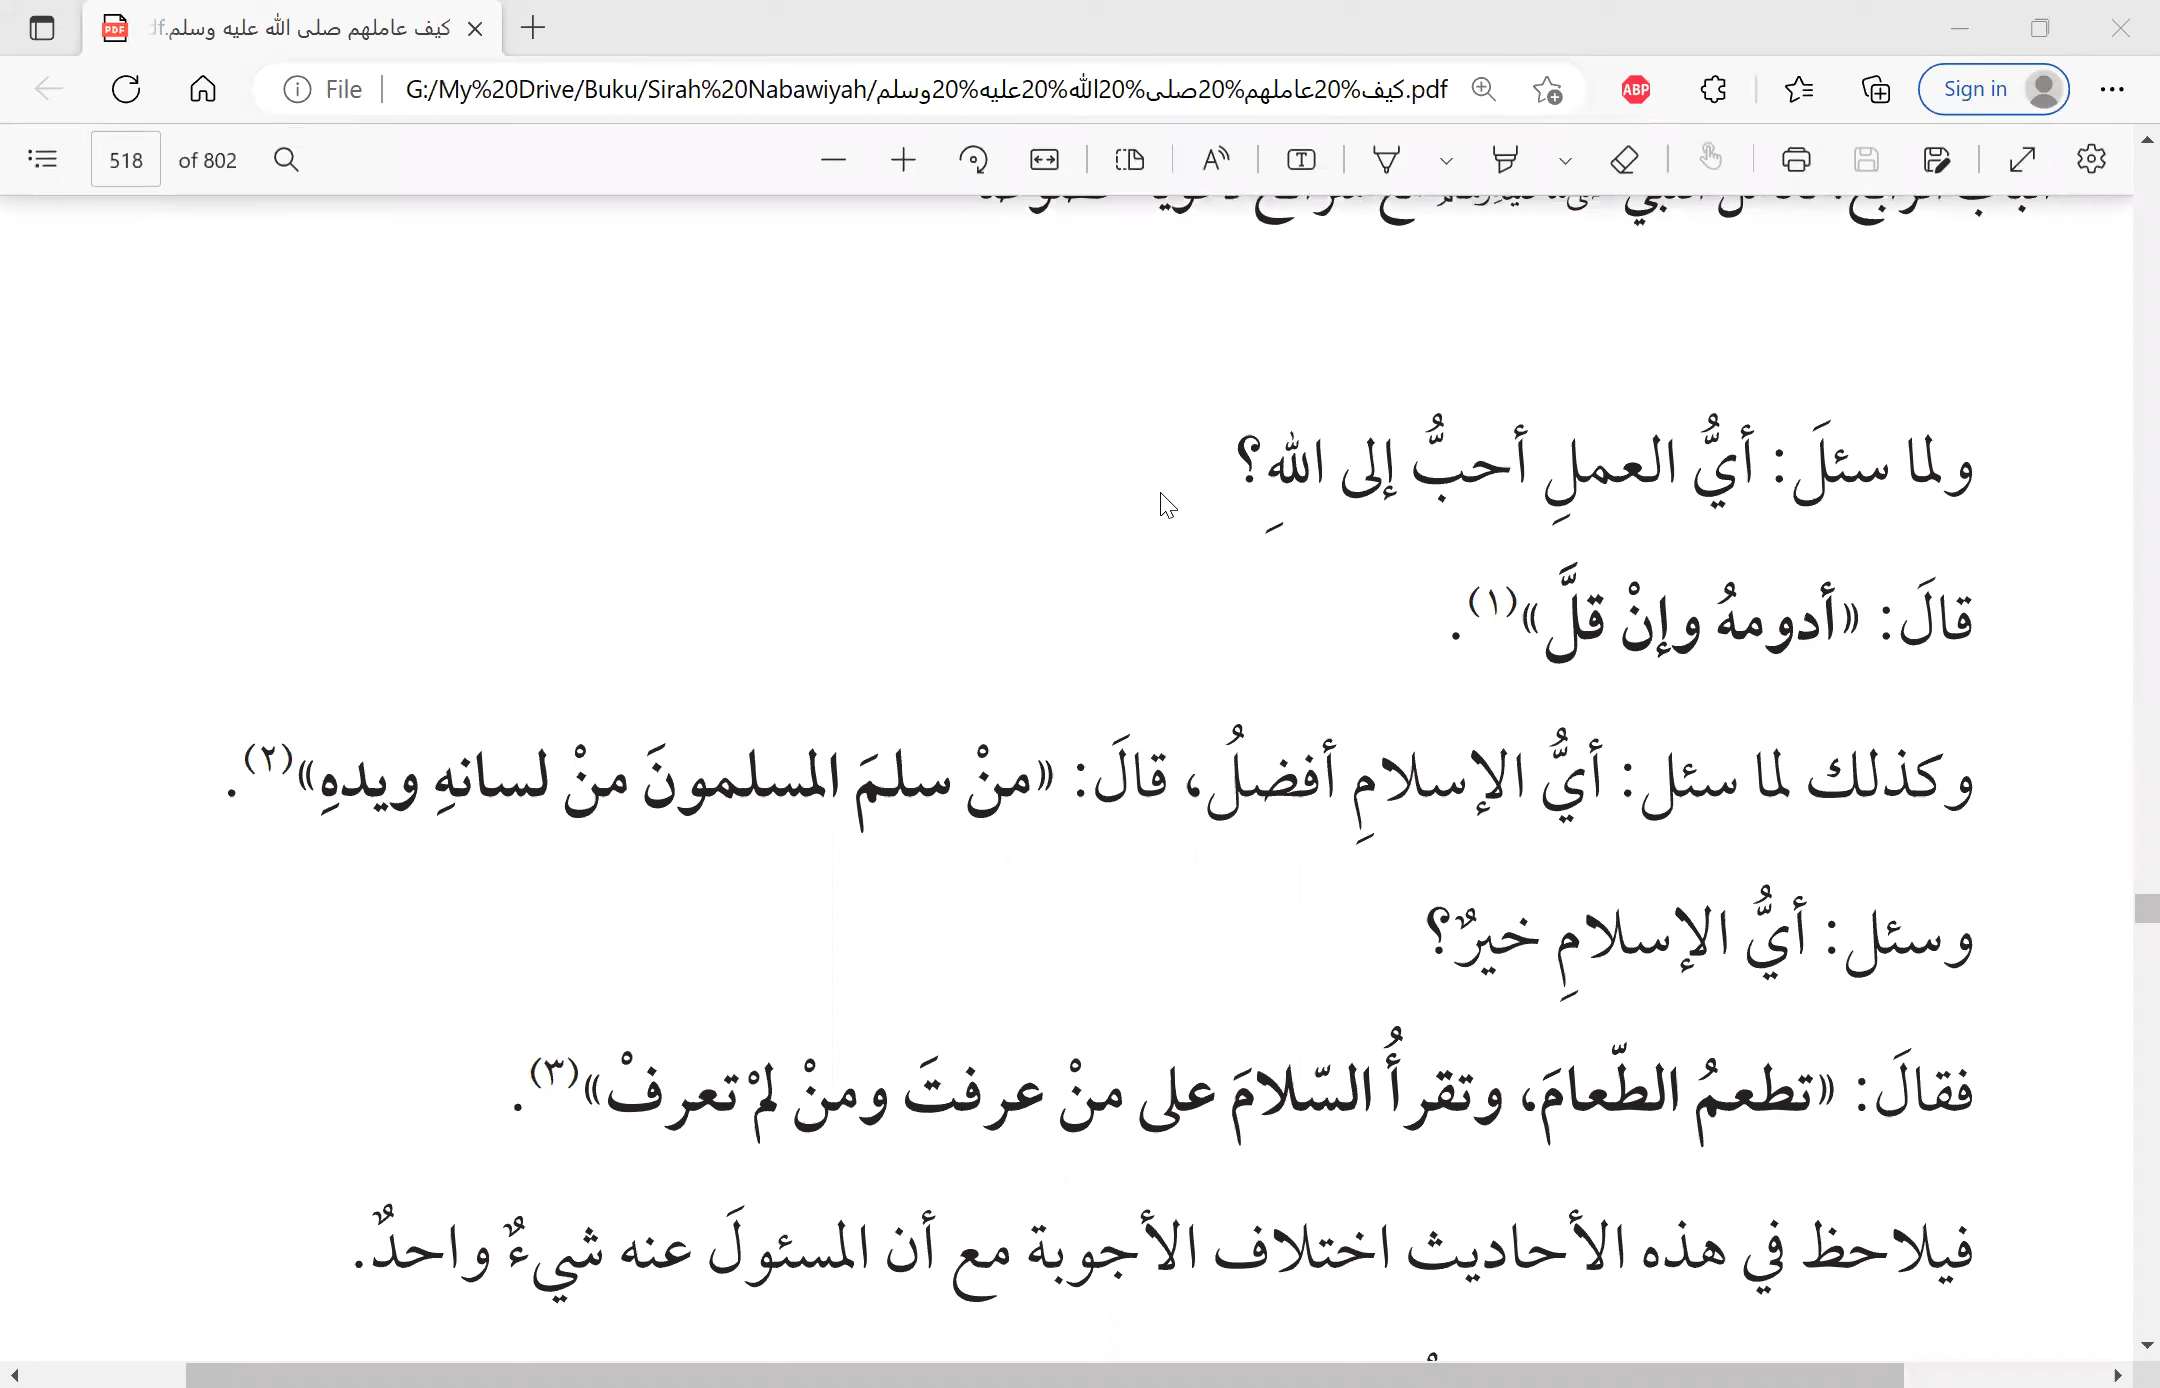 كيف عاملهم صلى الله عليه وسلم.
File
G:/My%20Drive/Buku/Sirah%20Nabawiyah/كيف%20عاملهم%20صلى%20الله%20عليه%20وسلم.pdf
ABP
Sign in
518 of 802
ولما سئلَ: أيُّ العملِ أحبُّ إلى اللهِ؟
قالَ: «أدومهُ وإنْ قلَّ»(١).
وكذلك لما سئل: أيُّ الإسلامِ أفضلُ، قالَ: «منْ سلمَ المسلمونَ منْ لسانهِ ويدهِ»(٢).
وسئل: أيُّ الإسلامِ خيرٌ؟
فقالَ: «تطعمُ الطّعامَ، وتقرأُ السّلامَ على منْ عرفتَ ومنْ لمْ تعرفْ»(٣).
فيلاحظ في هذه الأحاديث اختلاف الأجوبة مع أن المسئولَ عنه شيءٌ واحدٌ.